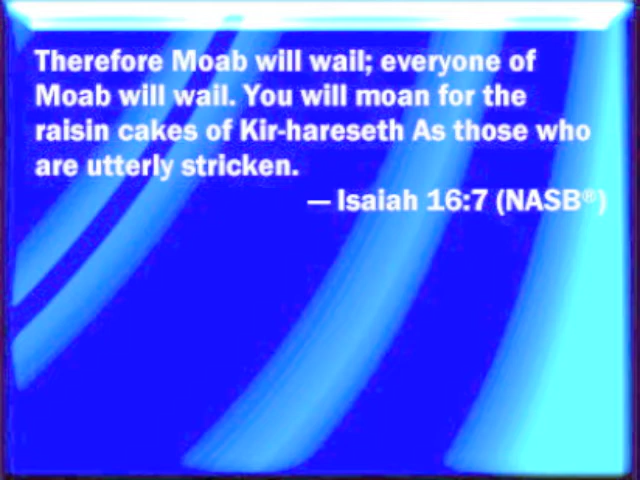 Therefore Moab will wail; everyone of
Moab will wail. You will moan for the
raisin cakes of Kir-hareseth As those who
are utterly stricken.
— Isaiah 16:7 (NASB®)